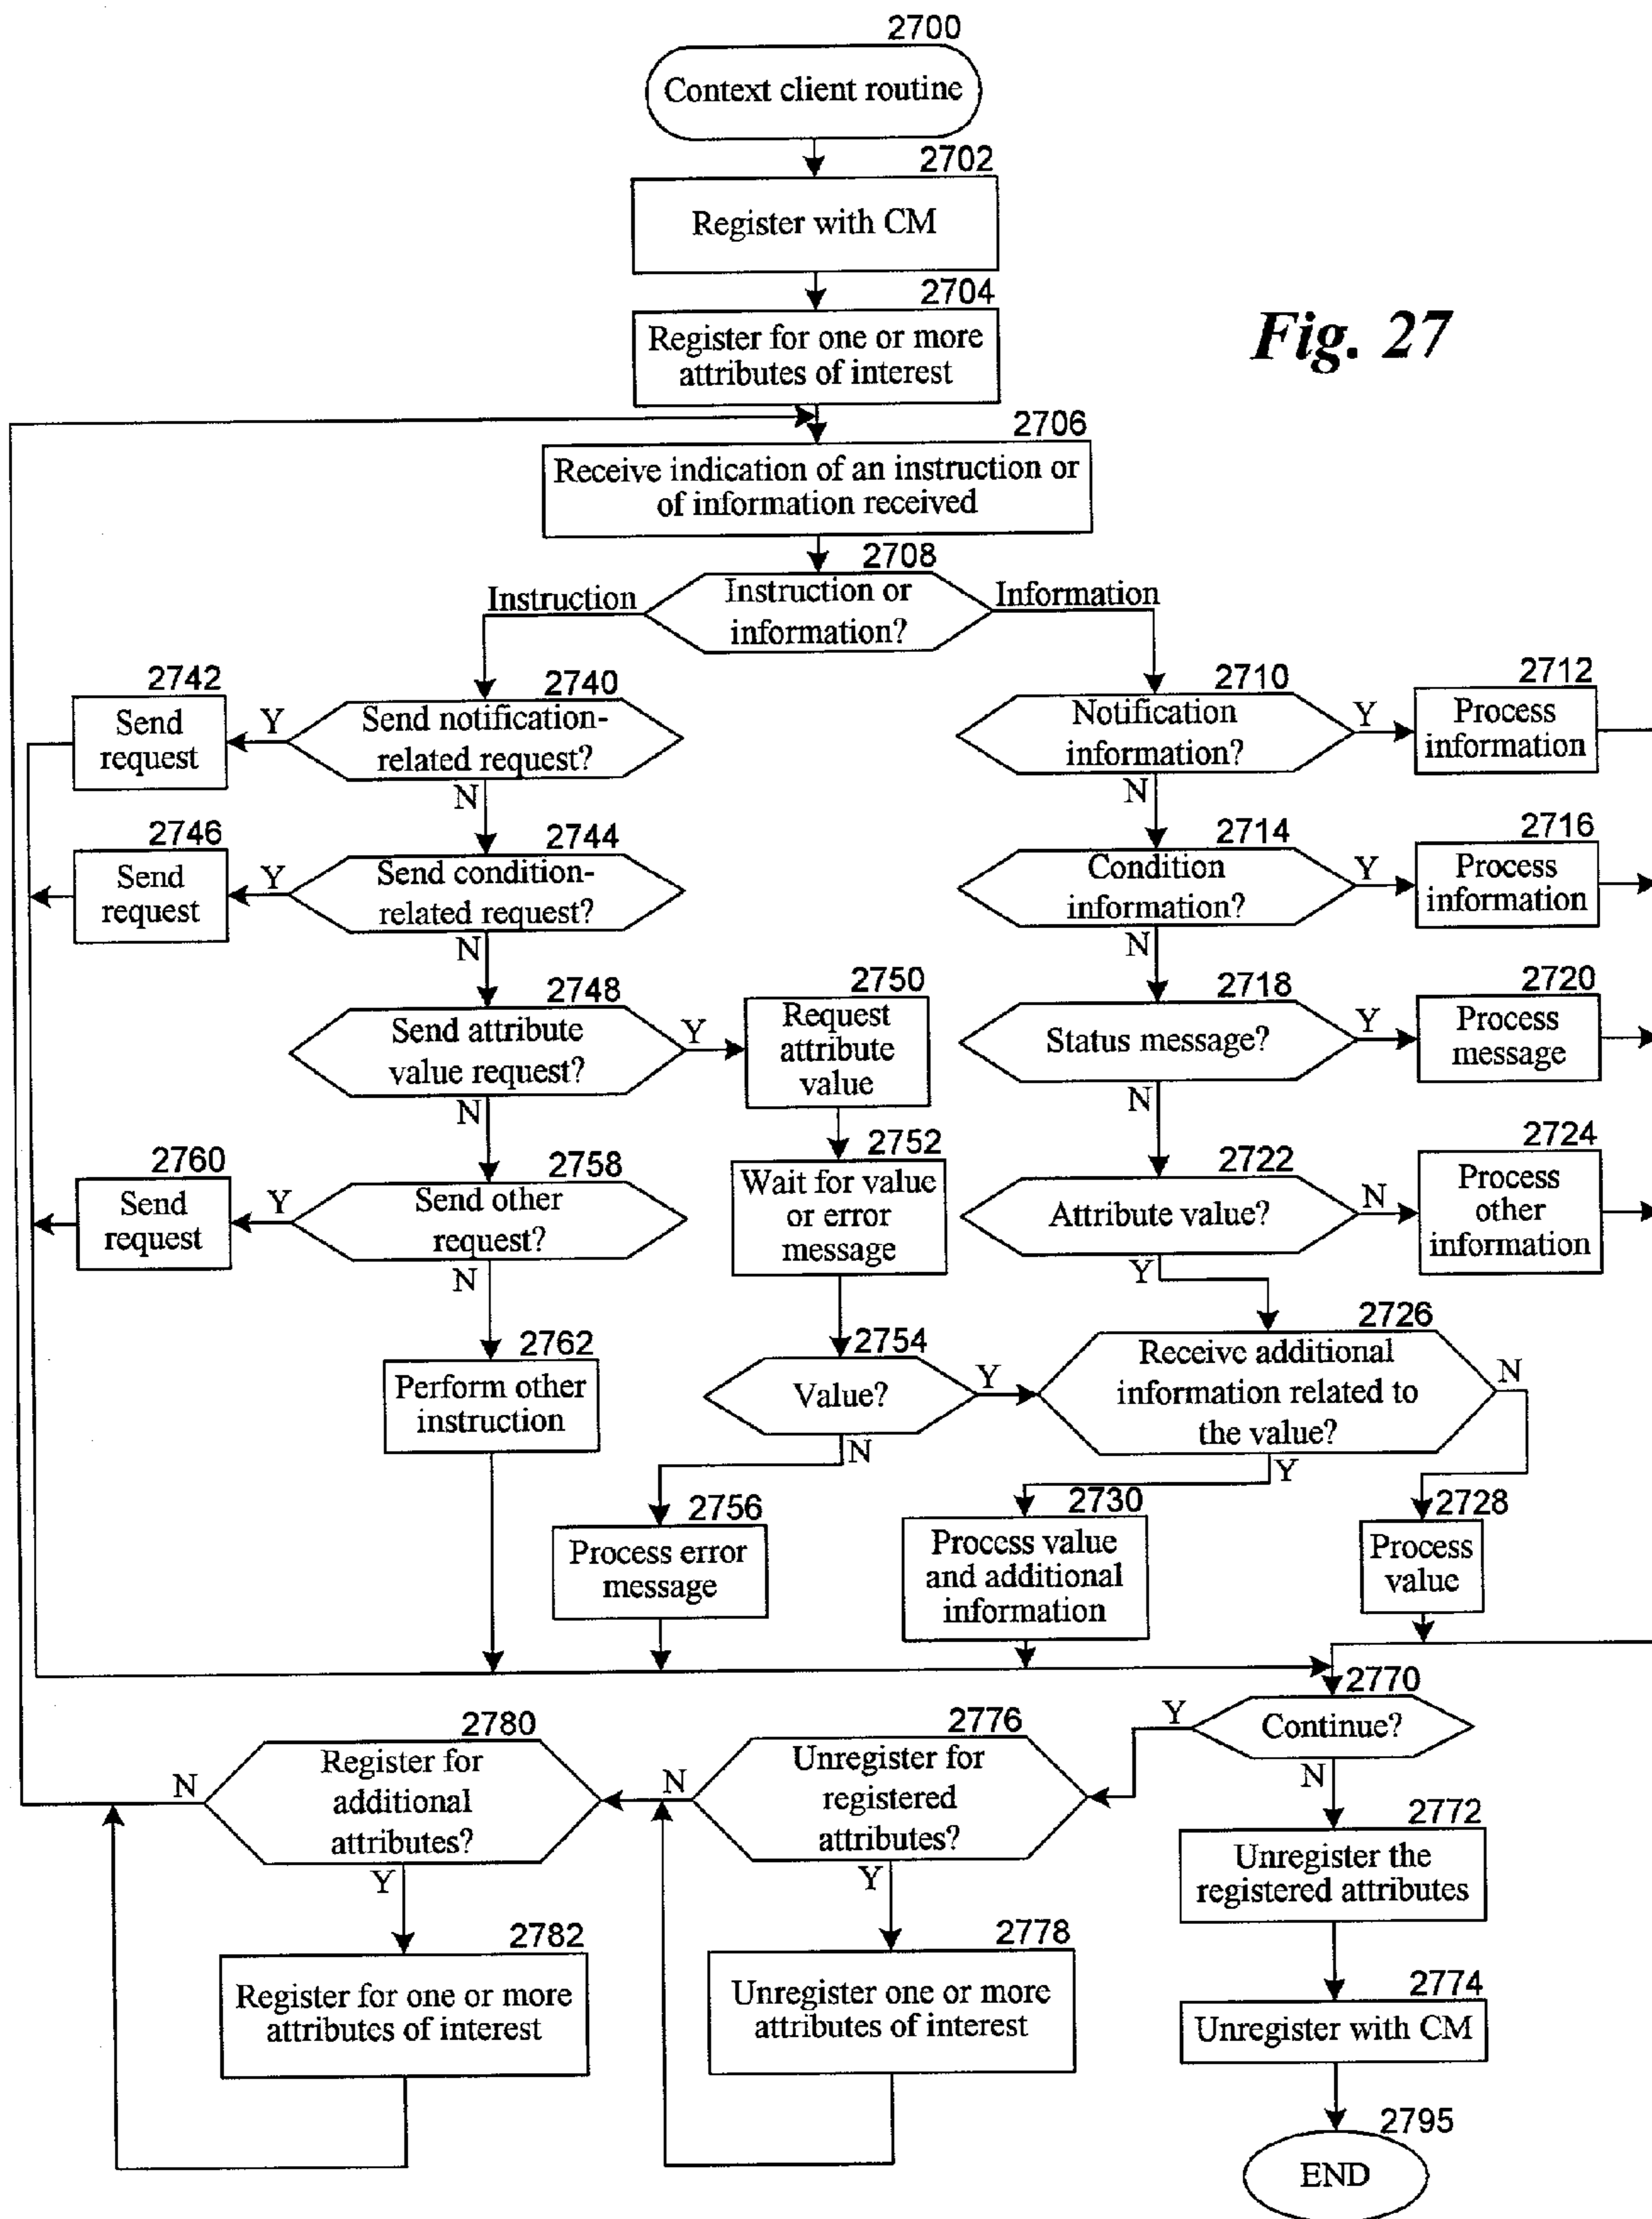 2700
Context client routine
2702
Register with CM
2704
Register for one or more
attributes of interest
Fig. 27
2706
Receive indication of an instruction or
of information received
2708
Instruction or
information?
Instruction
Information
2742
Send
request
Y
2740
Send notification-
related request?
N
2710
Notification
information?
Y
N
2712
Process
information
2746
Send
request
Y
2744
Send condition-
related request?
N
2714
Condition
information?
Y
N
2716
Process
information
2748
Send attribute
value request?
Y
N
2750
Request
attribute
value
2718
Status message?
Y
N
2720
Process
message
2760
Send
request
Y
2758
Send other
request?
N
2752
Wait for value
or error
message
2722
Attribute value?
N
Y
2724
Process
other
information
2762
Perform other
instruction
2754
Value?
Y
N
2726
Receive additional
information related to
the value?
N
Y
2756
Process error
message
2730
Process value
and additional
information
2728
Process
value
2770
Continue?
Y
N
2780
Register for
additional
attributes?
N
Y
2776
Unregister for
registered
attributes?
N
Y
2772
Unregister the
registered attributes
2782
Register for one or more
attributes of interest
2778
Unregister one or more
attributes of interest
2774
Unregister with CM
2795
END